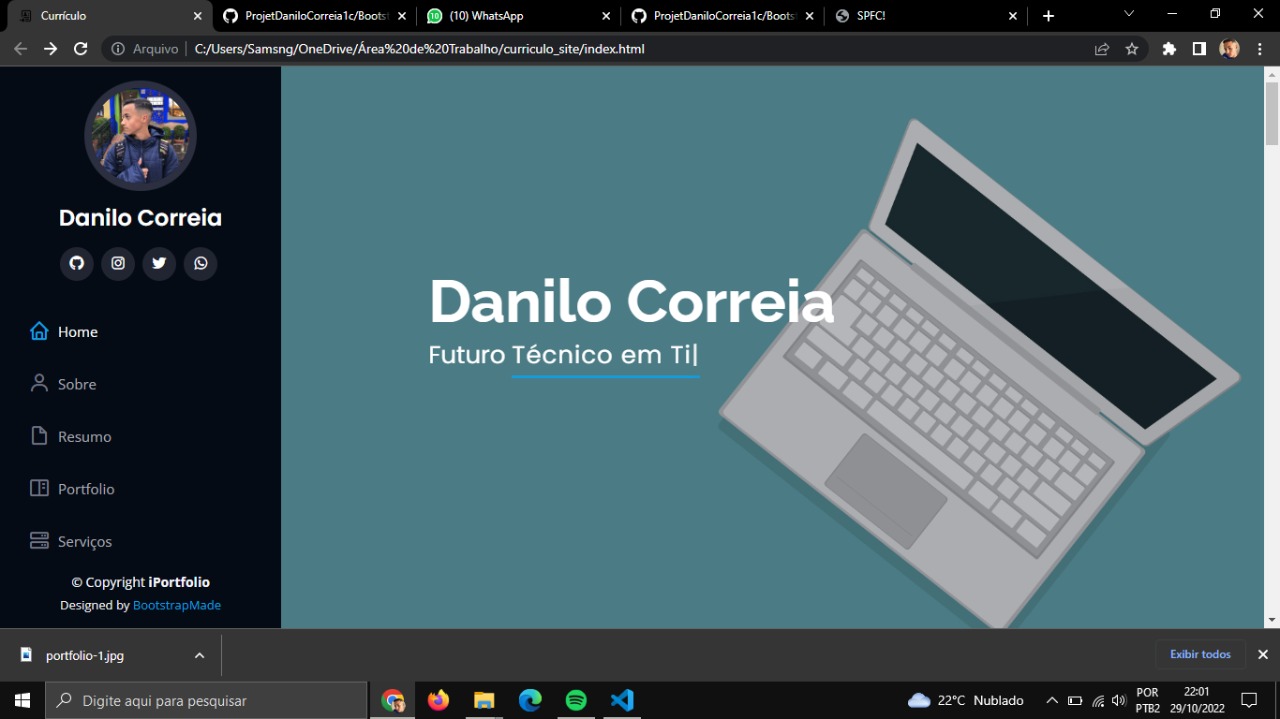 Currículo
ProjetDaniloCorreia1c/Boots
(10) WhatsApp
ProjetDaniloCorreia1c/Boots
SPFC!
Arquivo
C:/Users/Samsng/OneDrive/Área%20de%20Trabalho/curriculo_site/index.html
Danilo Correia
Home
Sobre
Resumo
Portfolio
Serviços
© Copyright iPortfolio
Designed by BootstrapMade
Danilo Correia
Futuro Técnico em Ti|
portfolio-1.jpg
Exibir todos
Digite aqui para pesquisar
22°C Nublado
POR
PTB2
22:01
29/10/2022